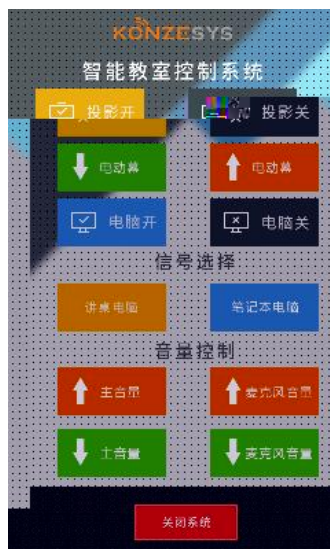 KONZESYS
智能教室控制系统
投影开 投影关
电动幕 电动幕
电脑开 电脑关
信号选择
讲桌电脑 笔记本电脑
音量控制
主音量 麦克风音量
主音量 麦克风音量
关闭系统